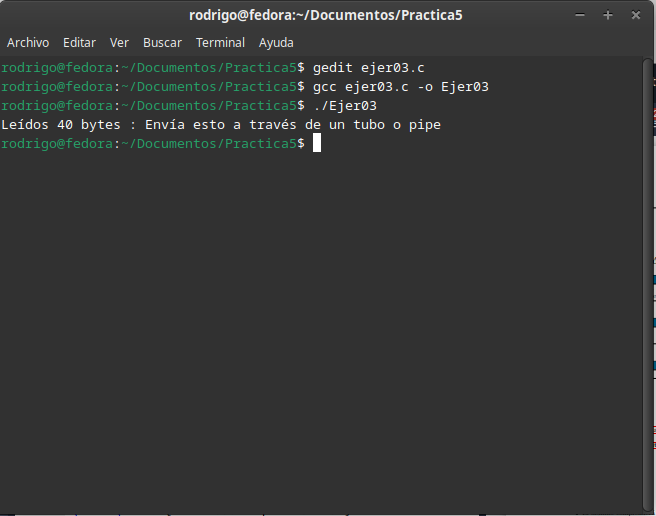 rodrigo@fedora:~/Documentos/Practica5
Archivo Editar Ver Buscar Terminal Ayuda
rodrigo@fedora:~/Documentos/Practica5$ gedit ejer03.c
rodrigo@fedora:~/Documentos/Practica5$ gcc ejer03.c -o Ejer03
rodrigo@fedora:~/Documentos/Practica5$ ./Ejer03
Leídos 40 bytes : Envía esto a través de un tubo o pipe
rodrigo@fedora:~/Documentos/Practica5$